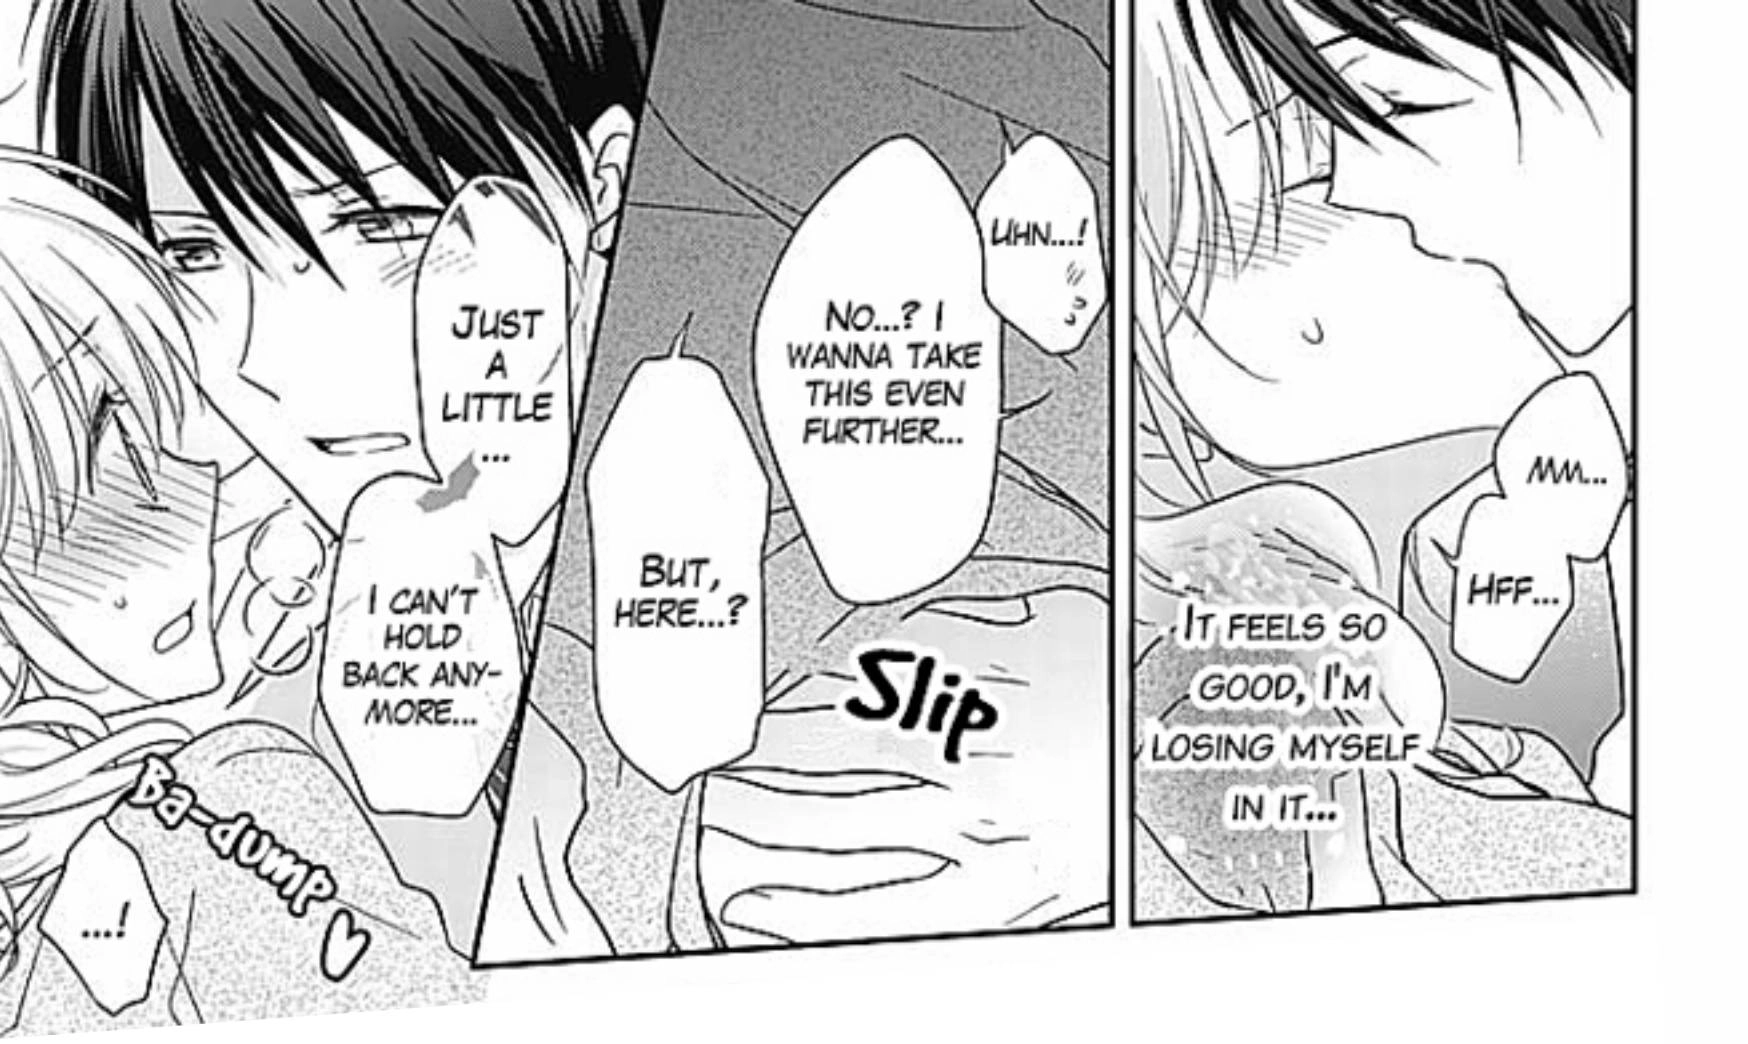 MM...
HFF...
IT FEELS SO
GOOD, I'M
LOSING MYSELF
IN IT...
UHN...!
NO...? I
WANNA TAKE
THIS EVEN
FURTHER...
BUT,
HERE...?
Slip
JUST
A
LITTLE
...
I CAN'T
HOLD
BACK ANY-
MORE...
Ba-dump ♡
...!